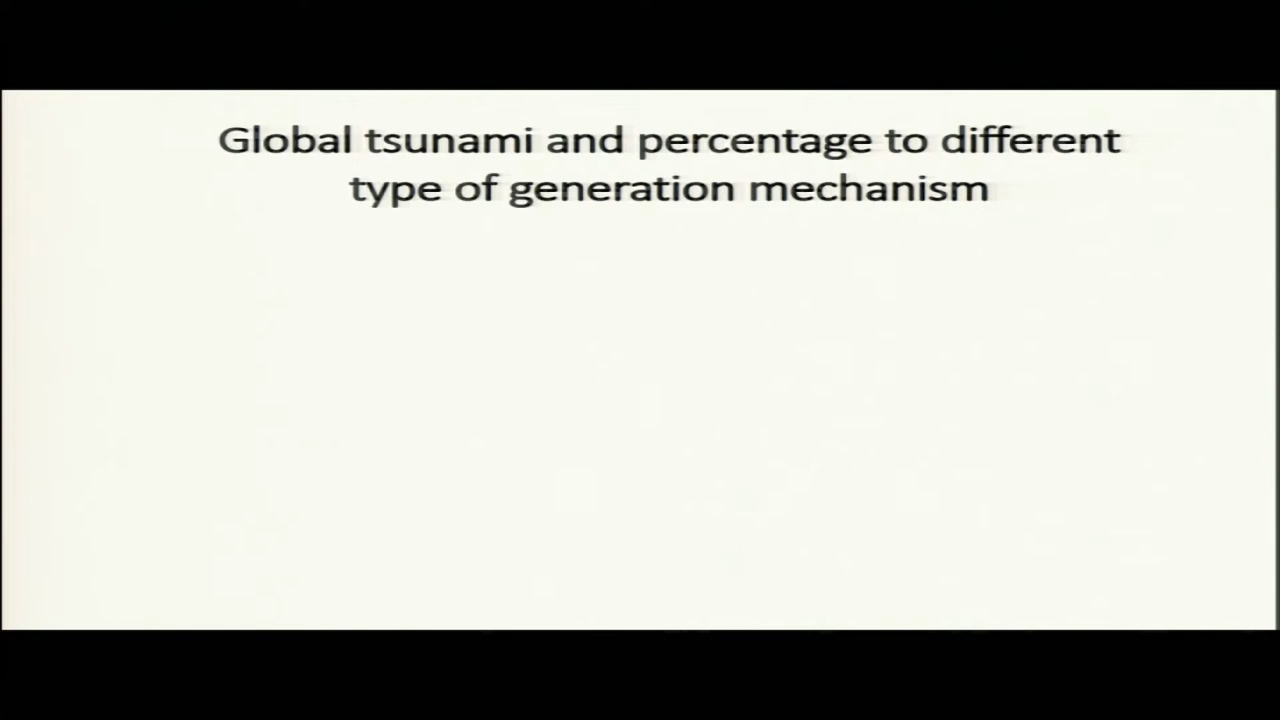 Global tsunami and percentage to different
type of generation mechanism